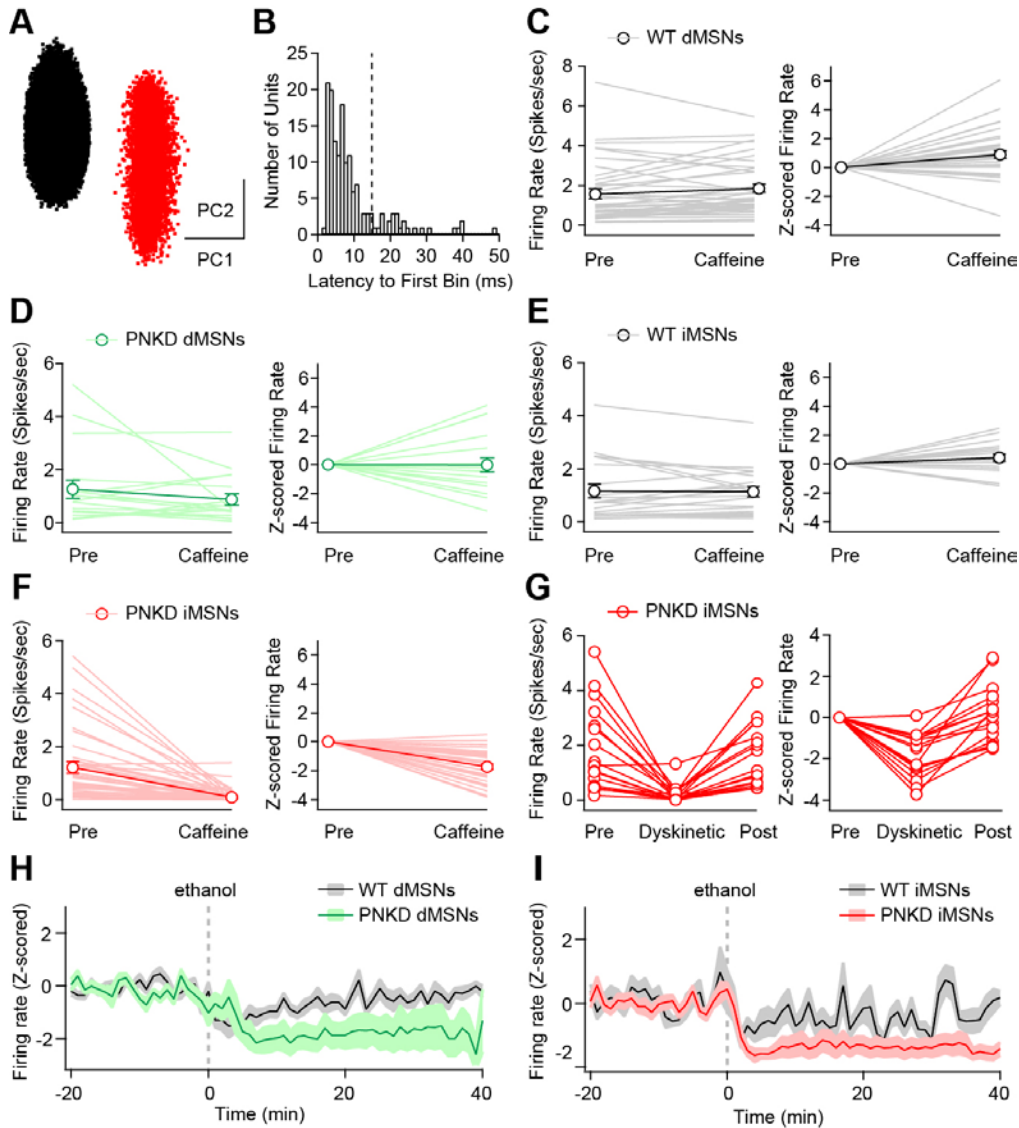 A
PC2
PC1
B
Number of Units
25
20
15
10
5
0
0 10 20 30 40 50
Latency to First Bin (ms)
C
WT dMSNs
Firing Rate (Spikes/sec)
8
6
4
2
0
Pre Caffeine
Z-scored Firing Rate
6
4
2
0
-2
-4
Pre Caffeine
D
PNKD dMSNs
Firing Rate (Spikes/sec)
6
4
2
0
Pre Caffeine
Z-scored Firing Rate
6
4
2
0
-2
-4
Pre Caffeine
E
WT iMSNs
Firing Rate (Spikes/sec)
6
4
2
0
Pre Caffeine
Z-scored Firing Rate
6
4
2
0
-2
-4
Pre Caffeine
F
PNKD iMSNs
Firing Rate (Spikes/sec)
6
4
2
0
Pre Caffeine
Z-scored Firing Rate
6
4
2
0
-2
-4
Pre Caffeine
G
PNKD iMSNs
Firing Rate (Spikes/sec)
6
4
2
0
Pre Dyskinetic Post
Z-scored Firing Rate
4
2
0
-2
-4
Pre Dyskinetic Post
H
ethanol
WT dMSNs
PNKD dMSNs
Firing rate (Z-scored)
2
0
-2
-20 0 20 40
Time (min)
I
ethanol
WT iMSNs
PNKD iMSNs
Firing rate (Z-scored)
2
0
-2
-20 0 20 40
Time (min)